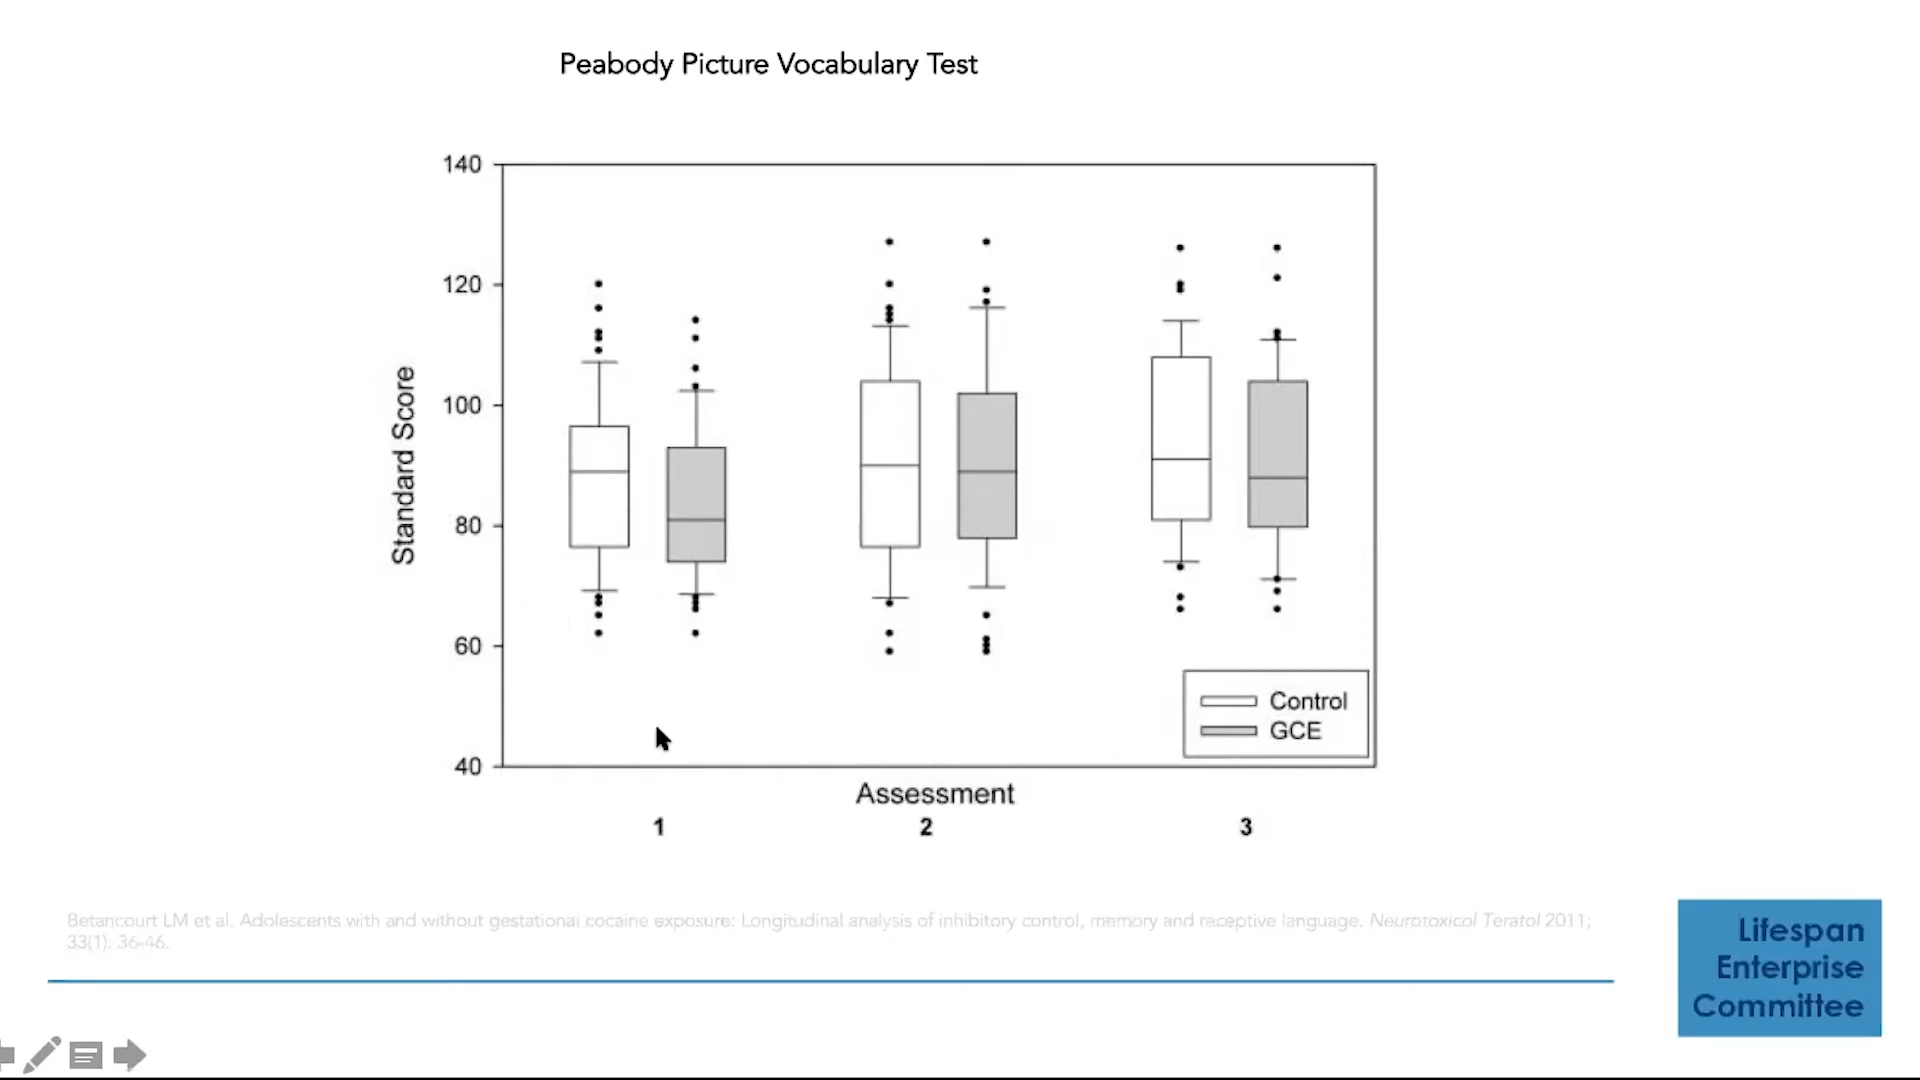 Peabody Picture Vocabulary Test
140
120
100
80
60
40
Standard Score
Control
GCE
Assessment
1 2 3
Betancourt LM et al. Adolescents with and without gestational cocaine exposure: Longitudinal analysis of inhibitory control, memory and receptive language. Neurotoxicol Teratol 2011;
33(1): 36-46.
Lifespan
Enterprise
Committee